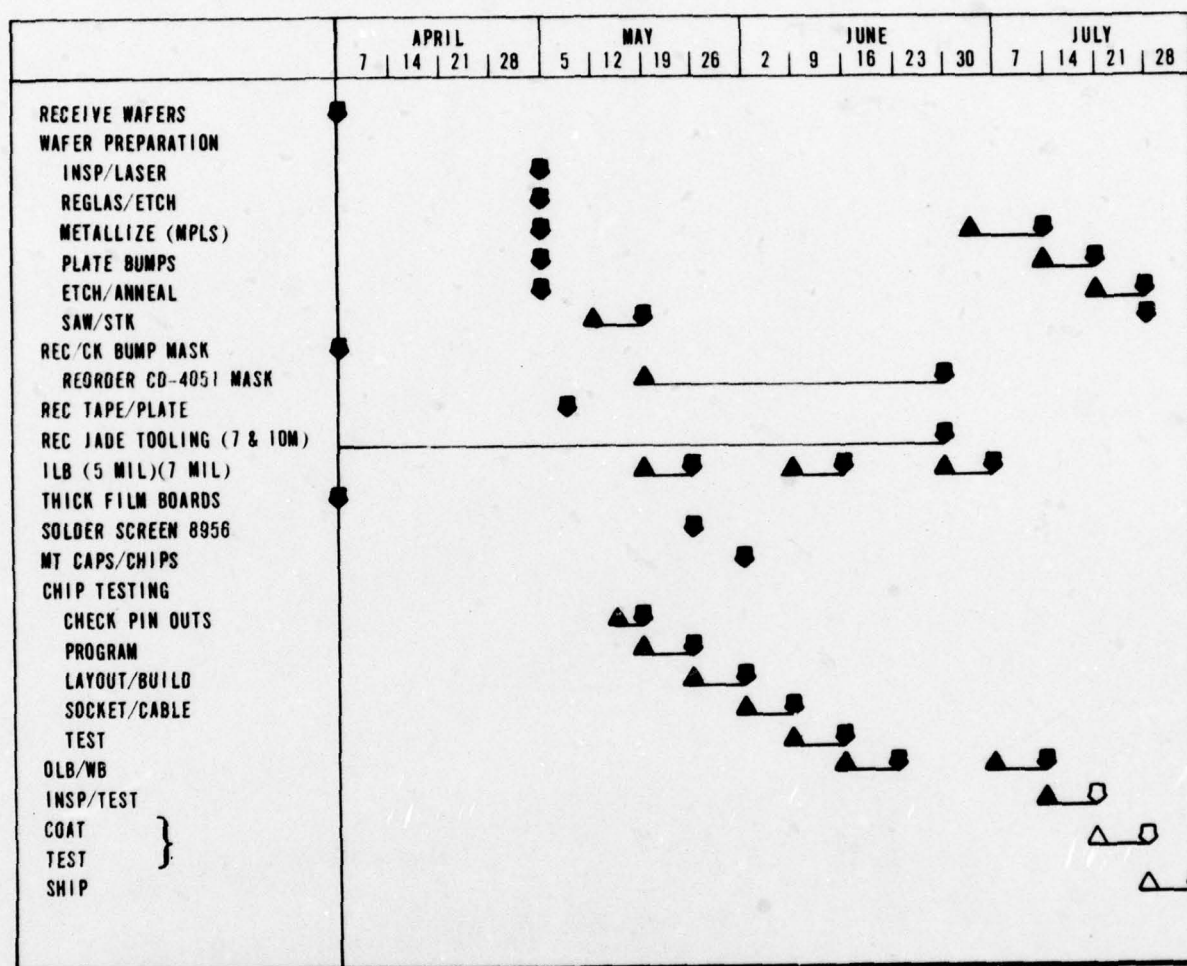 APRIL MAY JUNE JULY
7 14 21 28 5 12 19 26 2 9 16 23 30 7 14 21 28
RECEIVE WAFERS
WAFER PREPARATION
INSP/LASER
REGLAS/ETCH
METALLIZE (MPLS)
PLATE BUMPS
ETCH/ANNEAL
SAW/STK
REC/CK BUMP MASK
REORDER CD-4051 MASK
REC TAPE/PLATE
REC JADE TOOLING (7 & 10M)
ILB (5 MIL)(7 MIL)
THICK FILM BOARDS
SOLDER SCREEN 8956
MT CAPS/CHIPS
CHIP TESTING
CHECK PIN OUTS
PROGRAM
LAYOUT/BUILD
SOCKET/CABLE
TEST
OLB/WB
INSP/TEST
COAT
TEST
SHIP